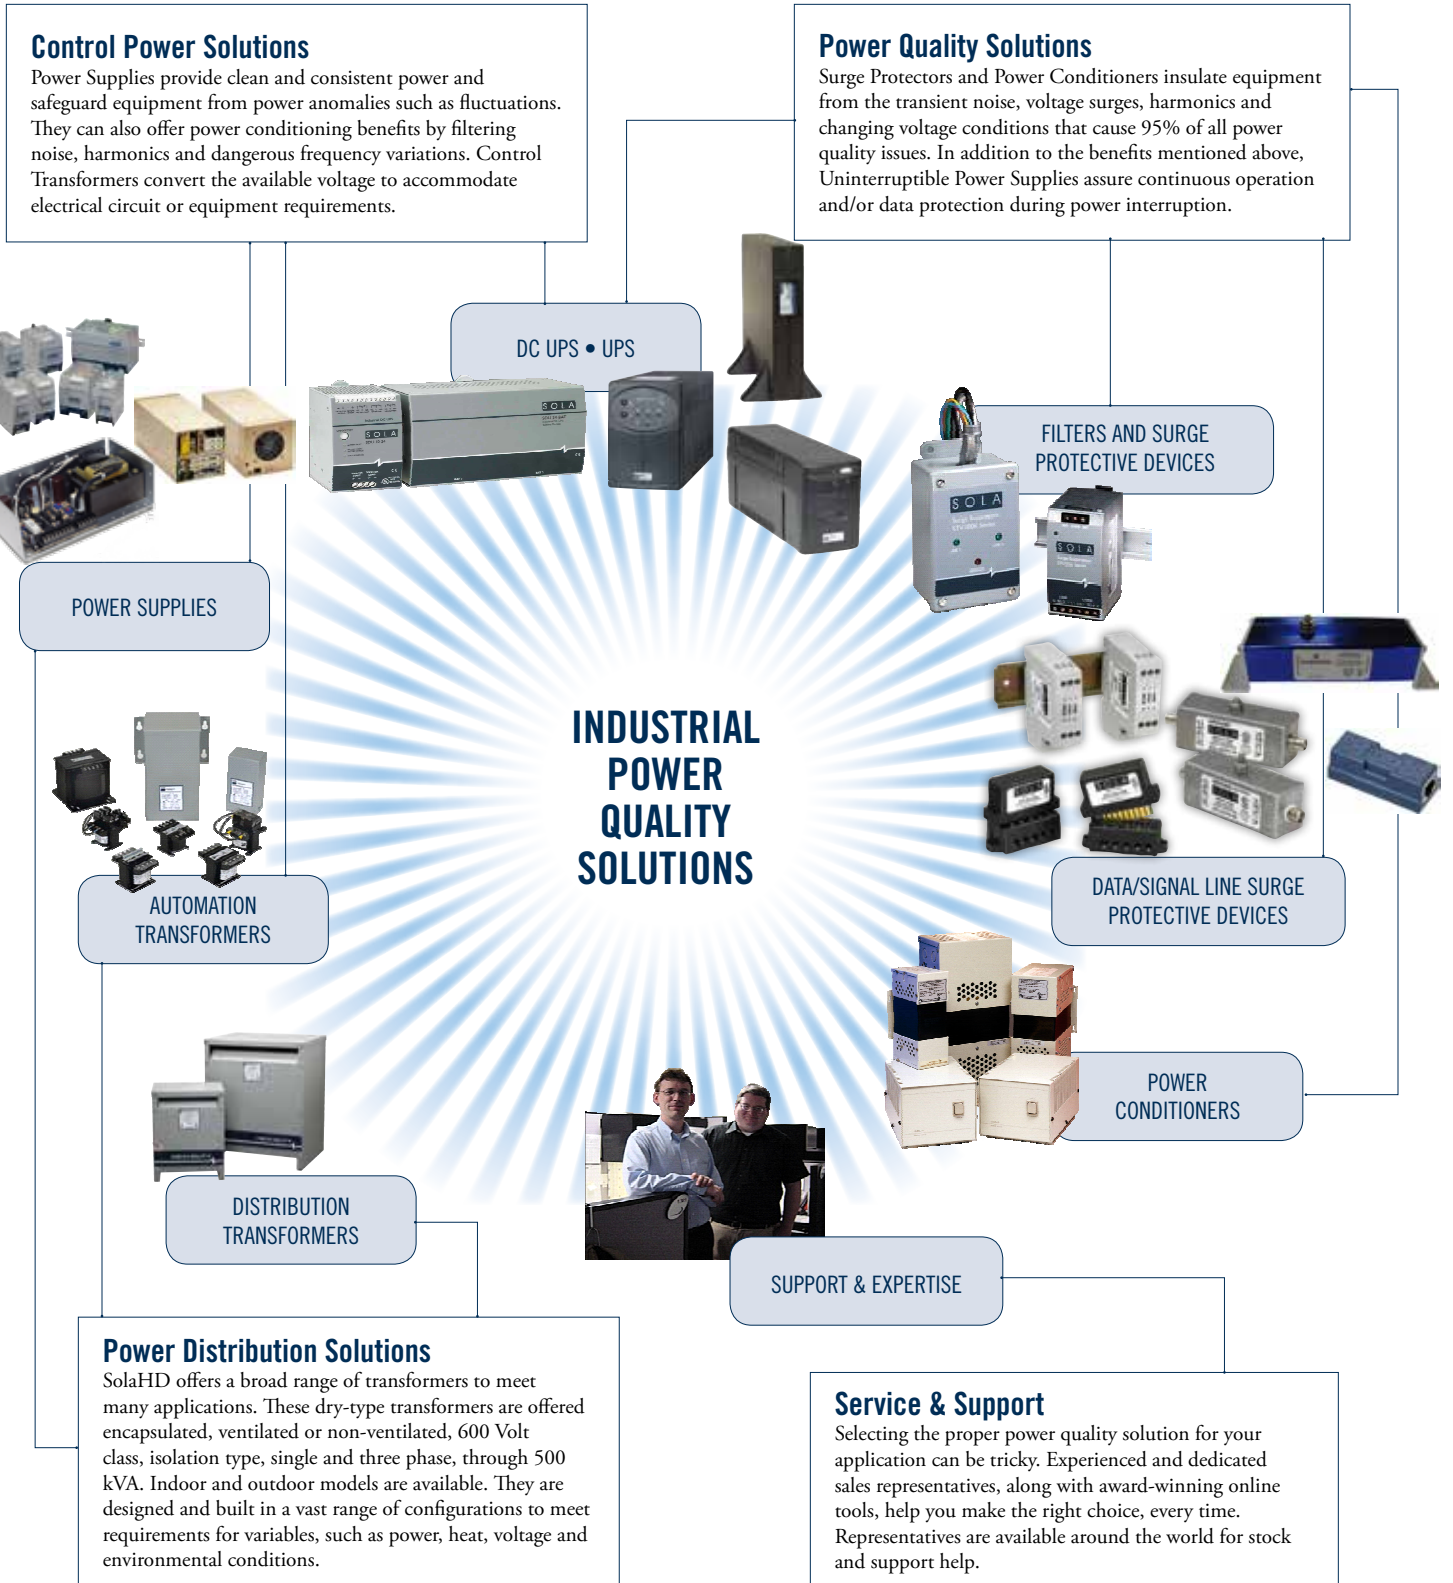 Control Power Solutions
Power Supplies provide clean and consistent power and
safeguard equipment from power anomalies such as fluctuations.
They can also offer power conditioning benefits by filtering
noise, harmonics and dangerous frequency variations. Control
Transformers convert the available voltage to accommodate
electrical circuit or equipment requirements.
Power Quality Solutions
Surge Protectors and Power Conditioners insulate equipment
from the transient noise, voltage surges, harmonics and
changing voltage conditions that cause 95% of all power
quality issues. In addition to the benefits mentioned above,
Uninterruptible Power Supplies assure continuous operation
and/or data protection during power interruption.
DC UPS • UPS
SOLA
SOLA
FILTERS AND SURGE
PROTECTIVE DEVICES
SOLA
SOLA
POWER SUPPLIES
INDUSTRIAL
POWER
QUALITY
SOLUTIONS
AUTOMATION
TRANSFORMERS
DATA/SIGNAL LINE SURGE
PROTECTIVE DEVICES
POWER
CONDITIONERS
DISTRIBUTION
TRANSFORMERS
SUPPORT & EXPERTISE
Power Distribution Solutions
SolaHD offers a broad range of transformers to meet
many applications. These dry-type transformers are offered
encapsulated, ventilated or non-ventilated, 600 Volt
class, isolation type, single and three phase, through 500
kVA. Indoor and outdoor models are available. They are
designed and built in a vast range of configurations to meet
requirements for variables, such as power, heat, voltage and
environmental conditions.
Service & Support
Selecting the proper power quality solution for your
application can be tricky. Experienced and dedicated
sales representatives, along with award-winning online
tools, help you make the right choice, every time.
Representatives are available around the world for stock
and support help.